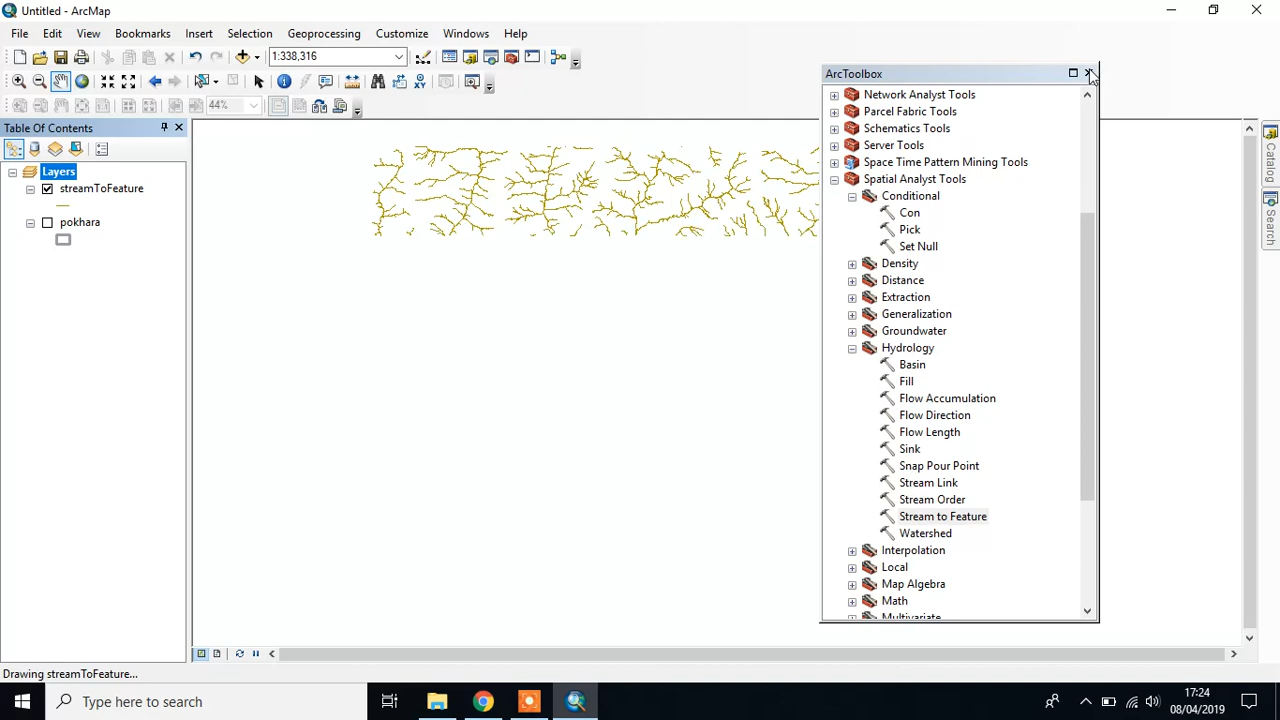 Untitled - ArcMap
File Edit View Bookmarks Insert Selection Geoprocessing Customize Windows Help
1:338,316
44%
Table Of Contents
Layers
streamToFeature
pokhara
ArcToolbox
Network Analyst Tools
Parcel Fabric Tools
Schematics Tools
Server Tools
Space Time Pattern Mining Tools
Spatial Analyst Tools
Conditional
Con
Pick
Set Null
Density
Distance
Extraction
Generalization
Groundwater
Hydrology
Basin
Fill
Flow Accumulation
Flow Direction
Flow Length
Sink
Snap Pour Point
Stream Link
Stream Order
Stream to Feature
Watershed
Interpolation
Local
Map Algebra
Math
Multivariate
Catalog
Search
Drawing streamToFeature...
Type here to search
17:24
08/04/2019